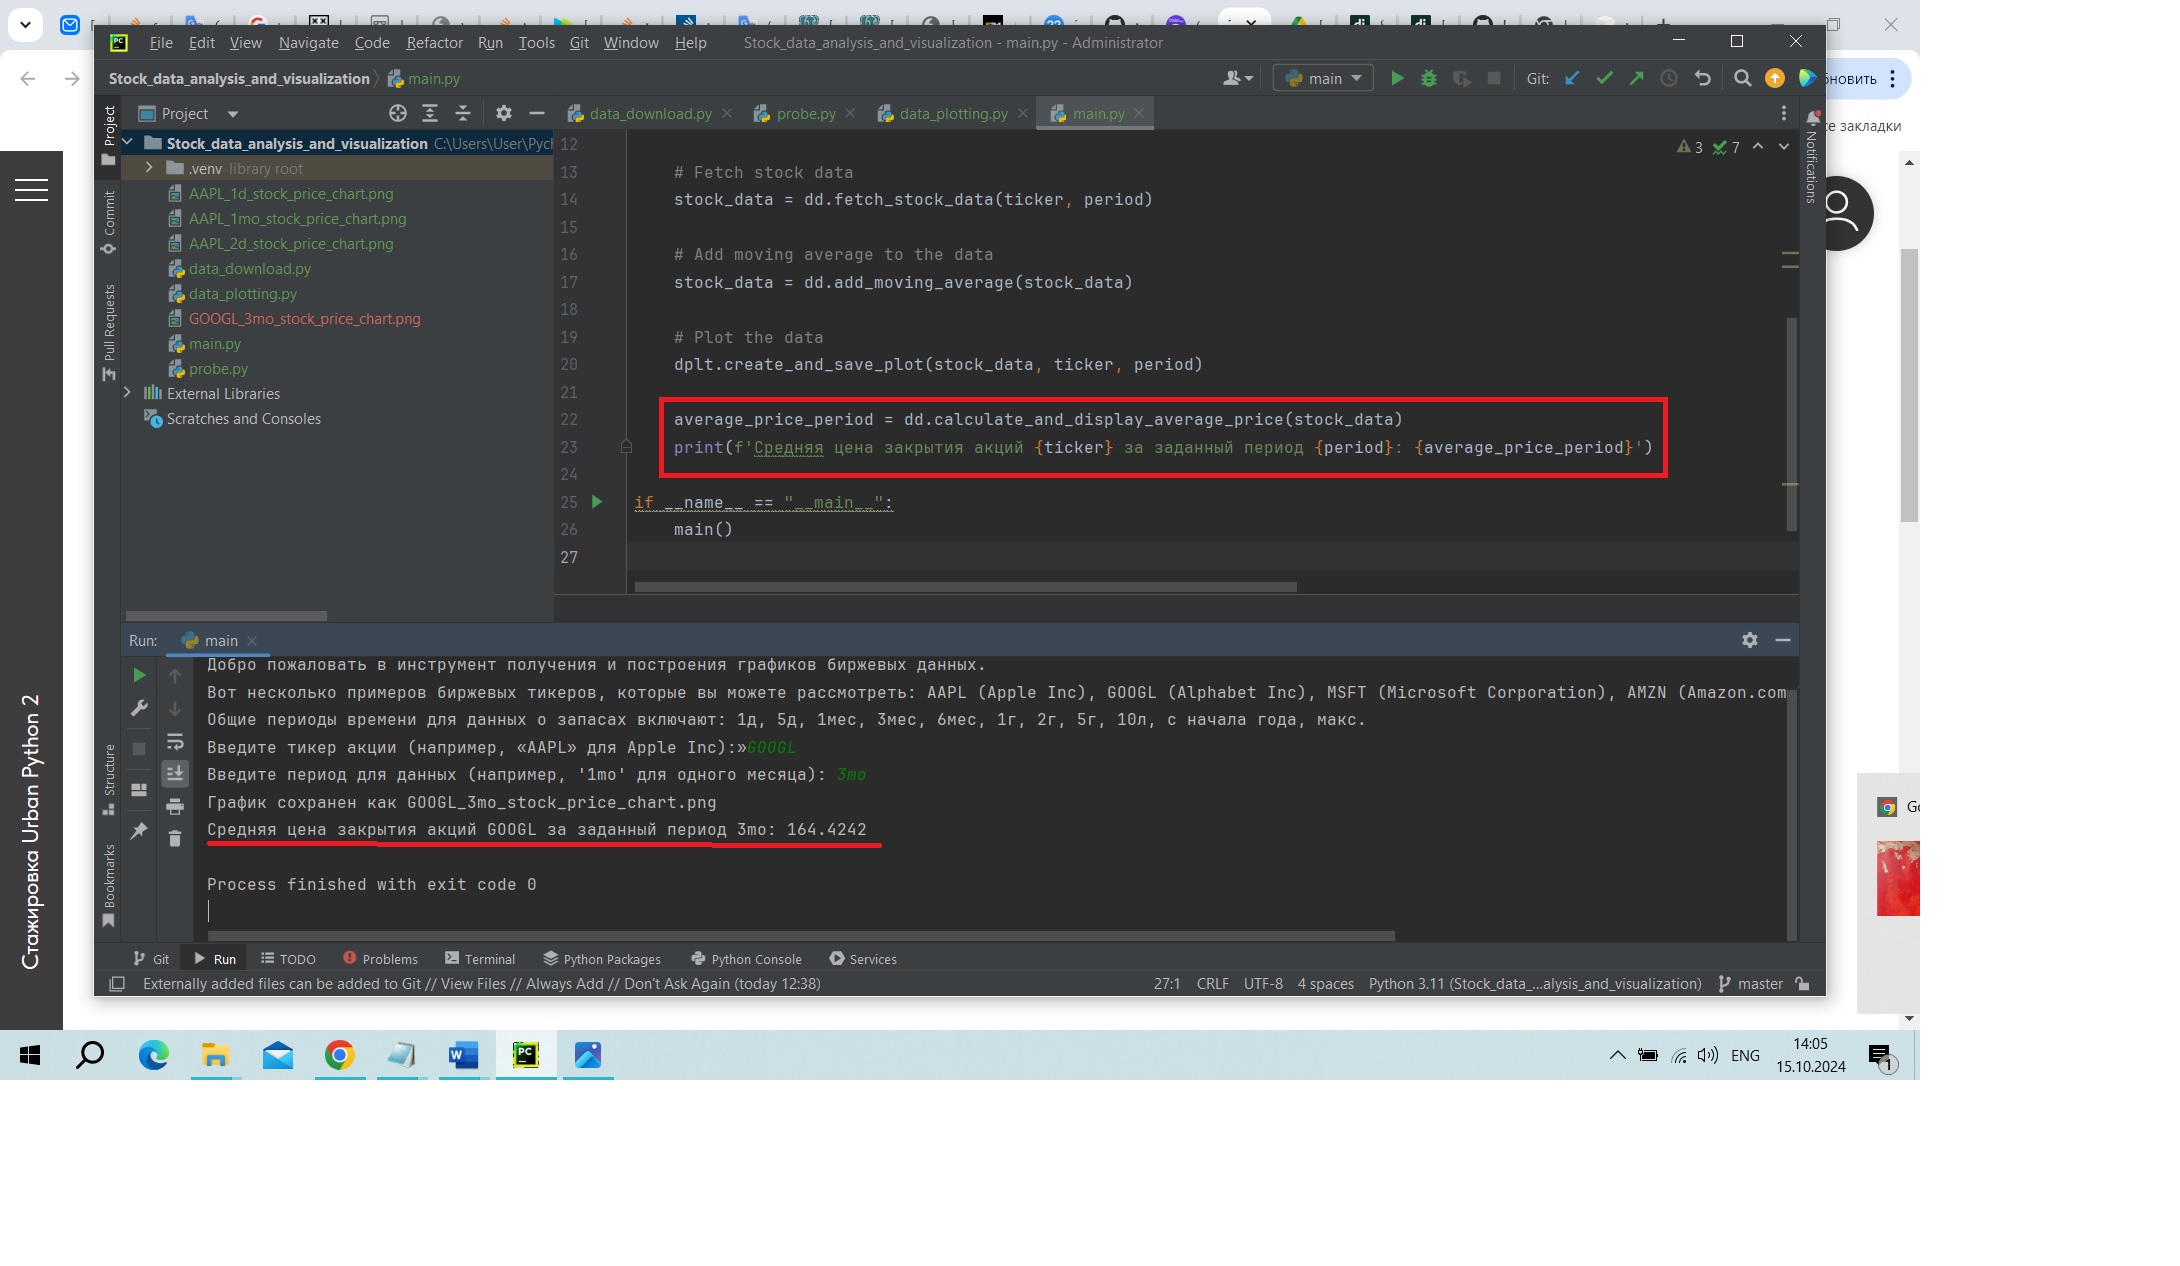 File Edit View Navigate Code Refactor Run Tools Git Window Help Stock_data_analysis_and_visualization - main.py - Administrator
Stock_data_analysis_and_visualization main.py main Git:
новить
Project data_download.py probe.py data_plotting.py main.py
се закладки
Project
Commit
Pull Requests
Structure
Bookmarks
Notifications
Стажировка Urban Python 2
Stock_data_analysis_and_visualization C:\Users\User\Pych
.venv library root
AAPL_1d_stock_price_chart.png
AAPL_1mo_stock_price_chart.png
AAPL_2d_stock_price_chart.png
data_download.py
data_plotting.py
GOOGL_3mo_stock_price_chart.png
main.py
probe.py
External Libraries
Scratches and Consoles
3 7
12
13 # Fetch stock data
14 stock_data = dd.fetch_stock_data(ticker, period)
15
16 # Add moving average to the data
17 stock_data = dd.add_moving_average(stock_data)
18
19 # Plot the data
20 dplt.create_and_save_plot(stock_data, ticker, period)
21
22 average_price_period = dd.calculate_and_display_average_price(stock_data)
23 print(f'Средняя цена закрытия акций {ticker} за заданный период {period}: {average_price_period}')
24
25 if __name__ == "__main__":
26 main()
27
Run: main
Добро пожаловать в инструмент получения и построения графиков биржевых данных.
Вот несколько примеров биржевых тикеров, которые вы можете рассмотреть: AAPL (Apple Inc), GOOGL (Alphabet Inc), MSFT (Microsoft Corporation), AMZN (Amazon.com
Общие периоды времени для данных о запасах включают: 1д, 5д, 1мес, 3мес, 6мес, 1г, 2г, 5г, 10л, с начала года, макс.
Введите тикер акции (например, «AAPL» для Apple Inc):»GOOGL
Введите период для данных (например, '1mo' для одного месяца): 3mo
График сохранен как GOOGL_3mo_stock_price_chart.png
Средняя цена закрытия акций GOOGL за заданный период 3mo: 164.4242
Process finished with exit code 0
Git Run TODO Problems Terminal Python Packages Python Console Services
Externally added files can be added to Git // View Files // Always Add // Don't Ask Again (today 12:38) 27:1 CRLF UTF-8 4 spaces Python 3.11 (Stock_data_...alysis_and_visualization) master
ENG 14:05
15.10.2024
1